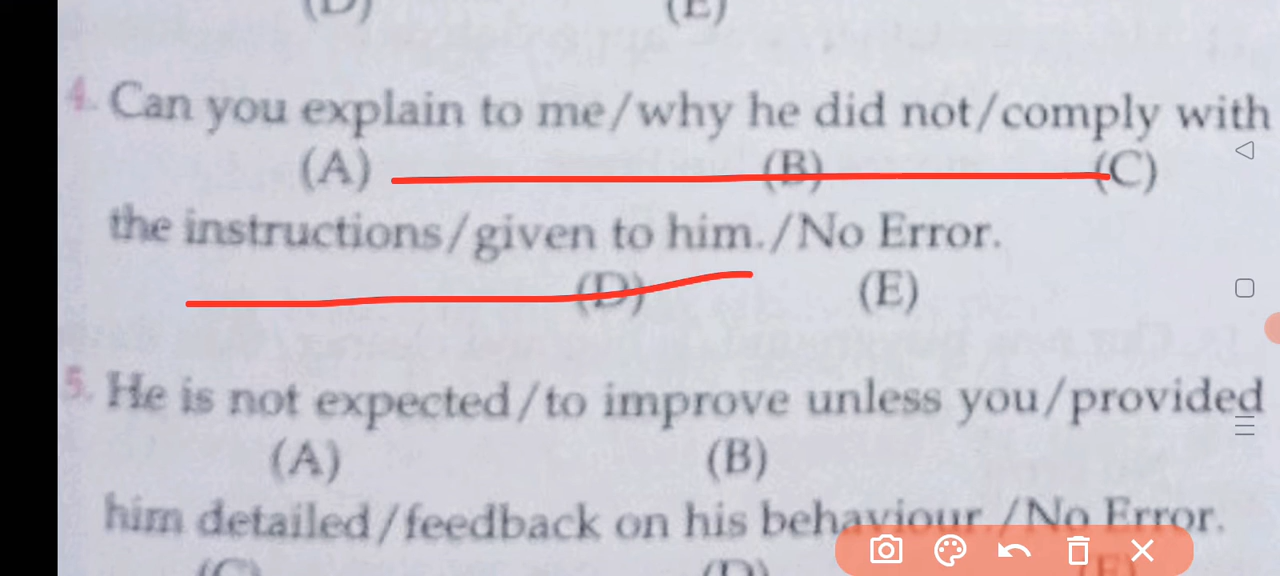 (D) (E)
4. Can you explain to me/why he did not/comply with
(A) (B) (C)
the instructions/given to him./No Error.
(D) (E)
5. He is not expected/to improve unless you/provided
(A) (B)
him detailed/feedback on his behaviour./No Error.
(C) (D) (E)